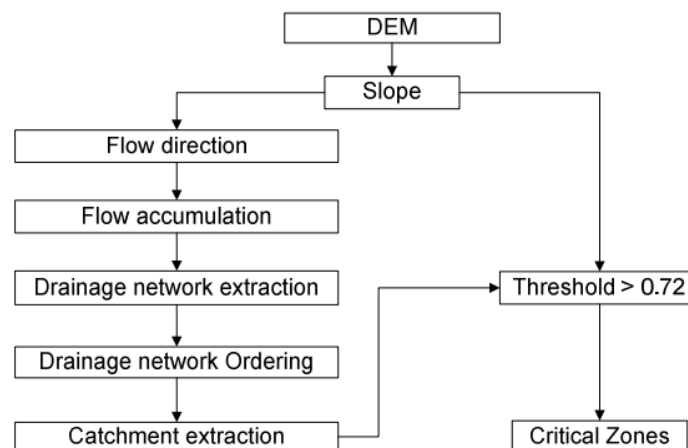 DEM
Slope
Flow direction
Flow accumulation
Drainage network extraction
Threshold > 0.72
Drainage network Ordering
Catchment extraction
Critical Zones